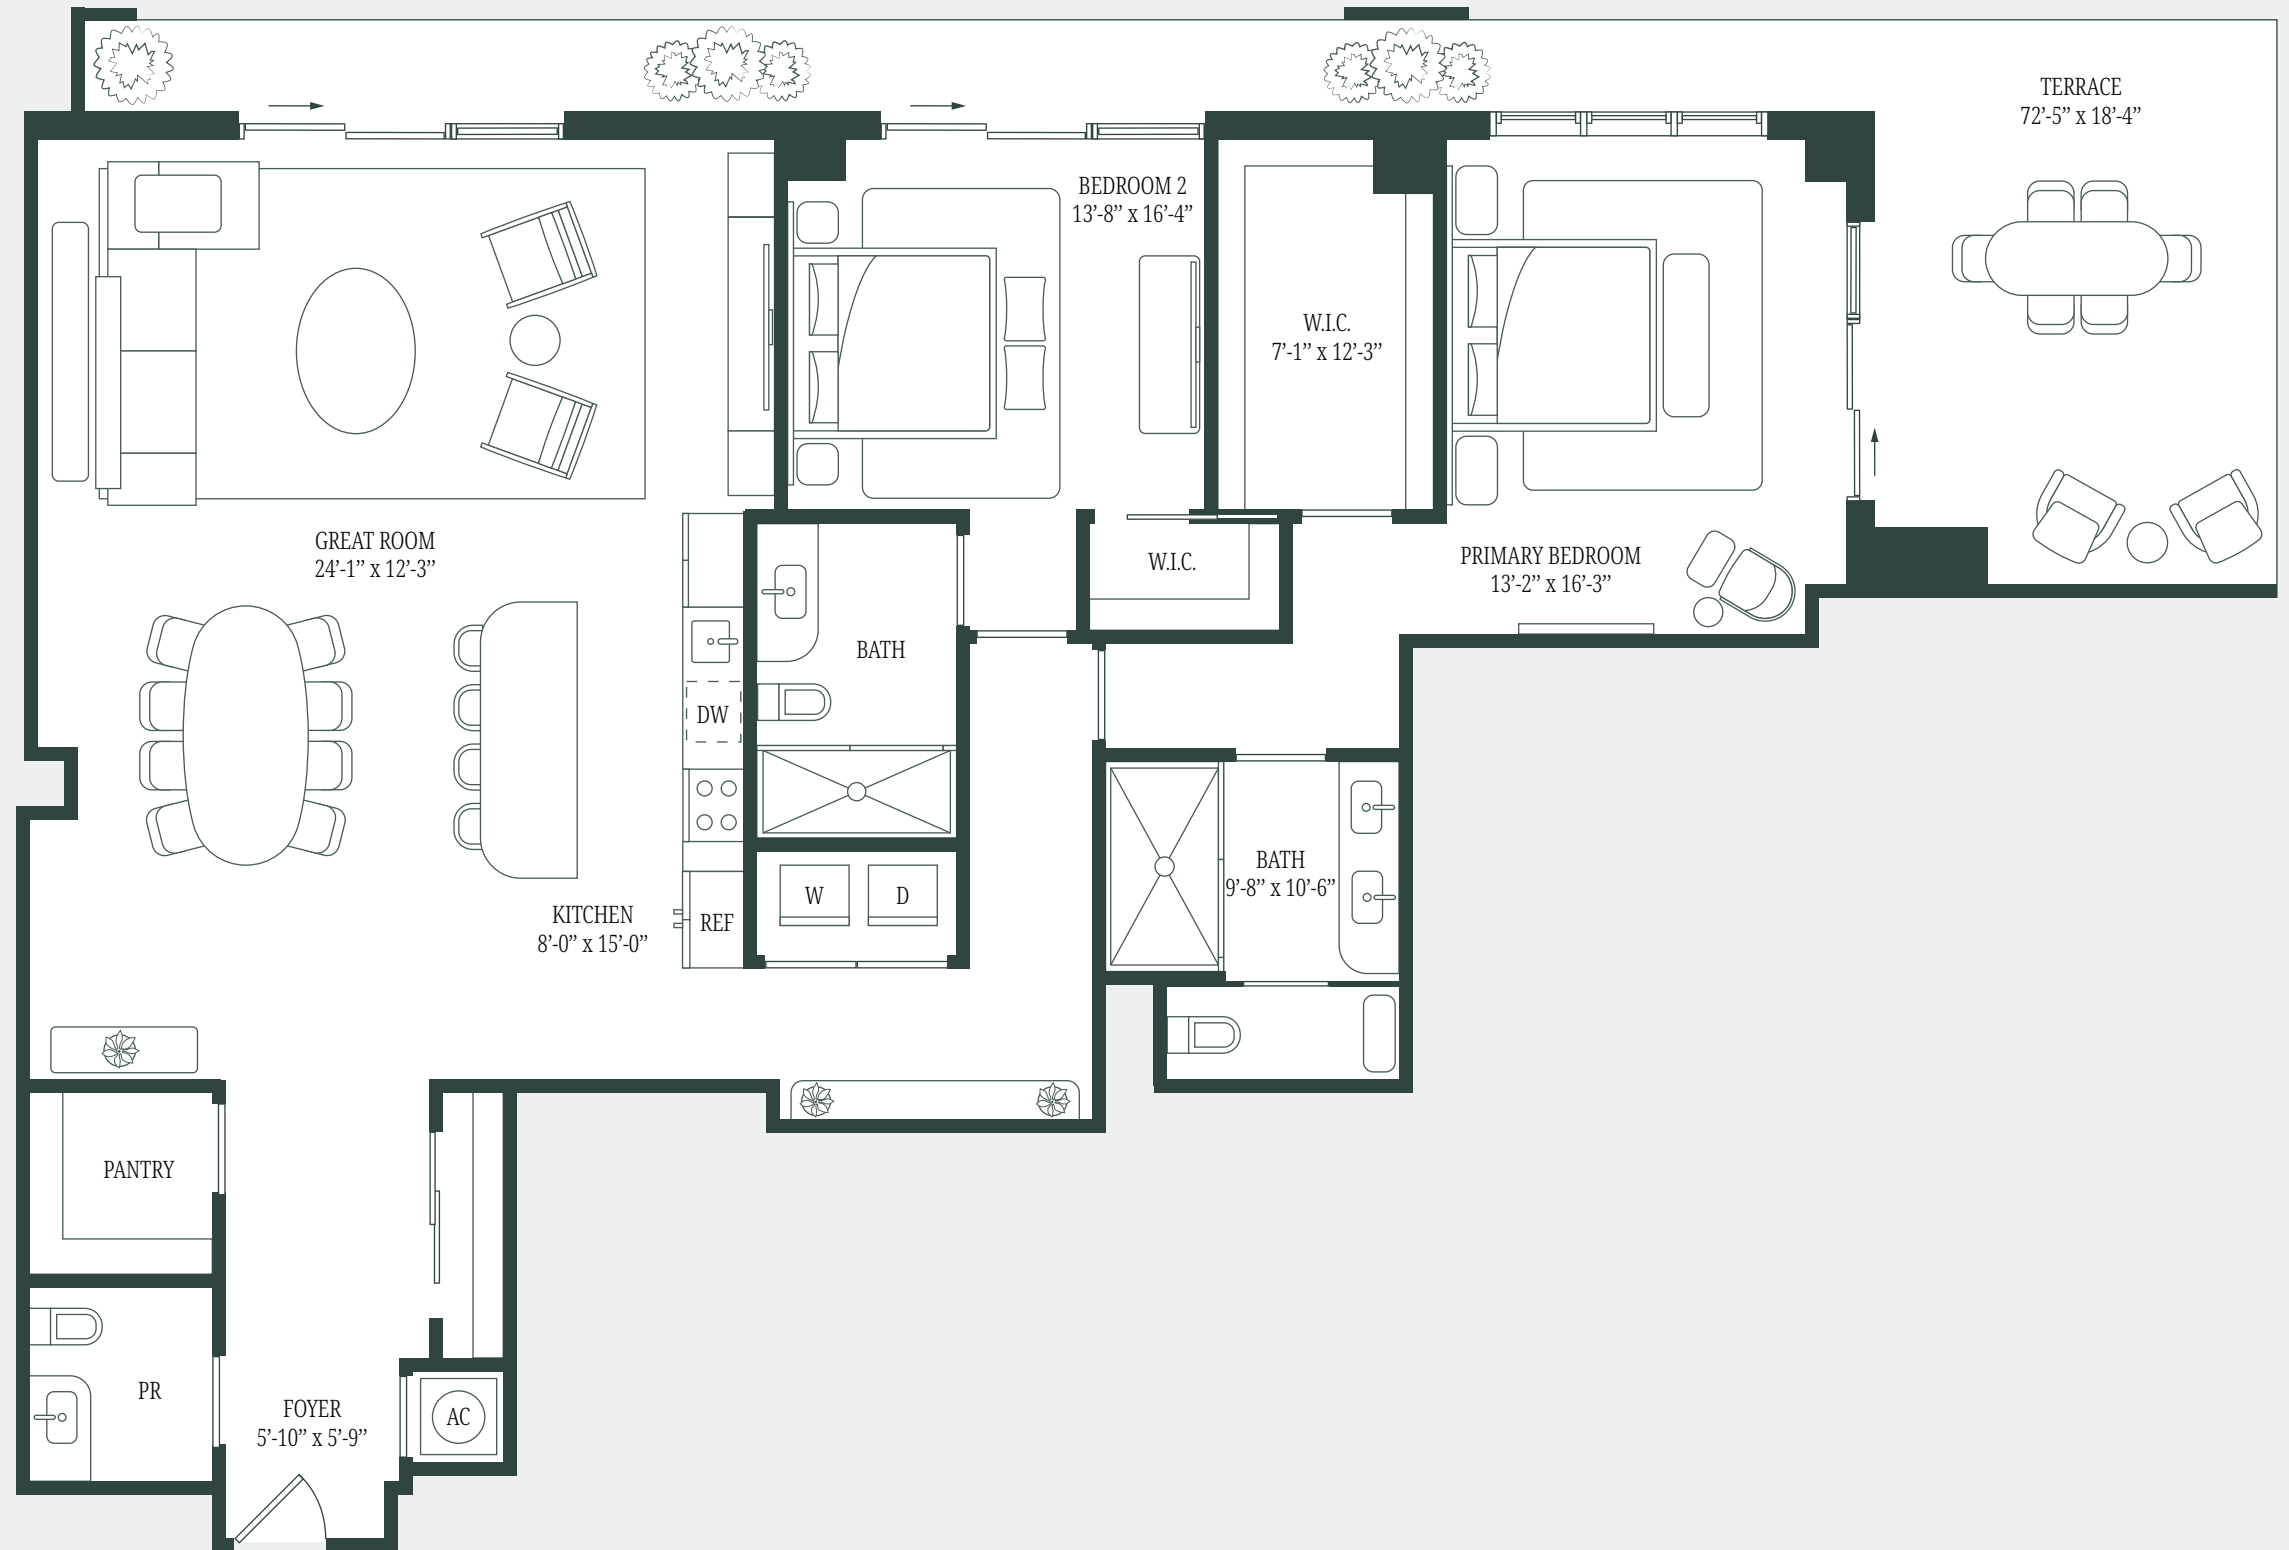 TERRACE
72’-5” x 18’-4”
BEDROOM 2
13’-8” x 16’-4”
W.I.C.
7’-1” x 12’-3”
GREAT ROOM
24’-1” x 12’-3”
W.I.C.
PRIMARY BEDROOM
13’-2” x 16’-3”
BATH
DW
BATH
9’-8” x 10’-6”
W
D
KITCHEN
8’-0” x 15’-0”
REF
PANTRY
PR
FOYER
5’-10” x 5’-9”
AC